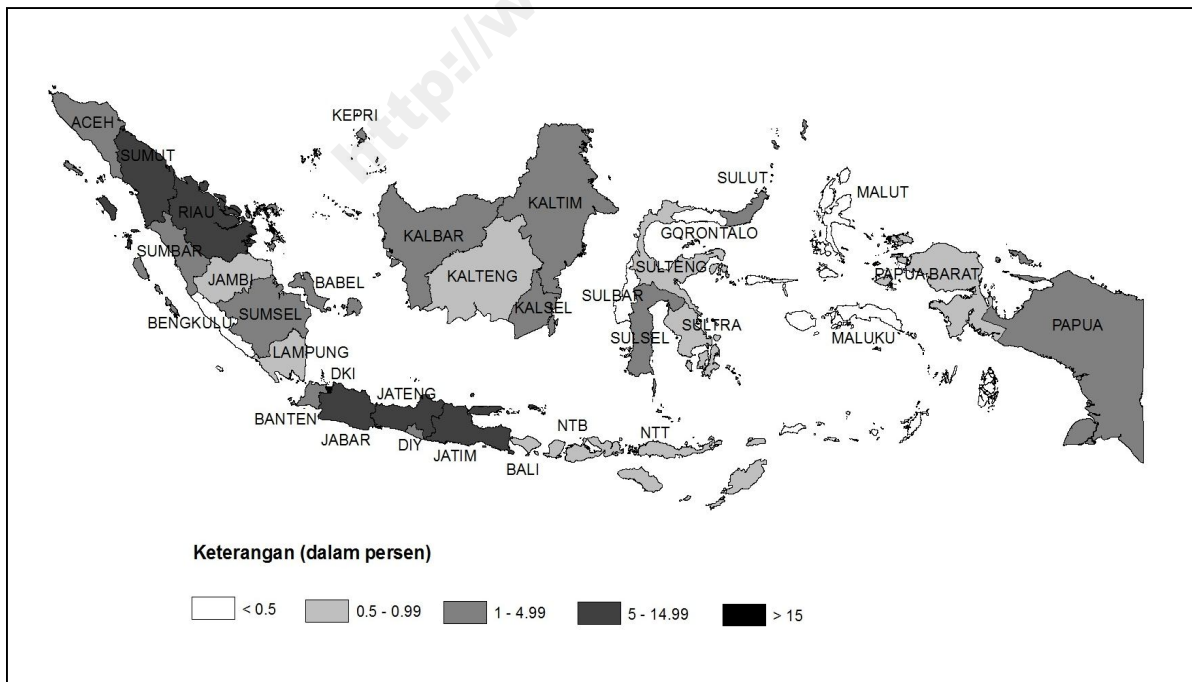 http://w
KEPRI
ACEH
SUMUT
SULUT
MALUT
RIAU
KALTIM
KALBAR
GORONTALO
SUMBAR
SULTENG
PAPUA BARAT
JAMBI
BABEL
KALTENG
SULBAR
BENGKULU
SUMSEL
KALSEL
SULTRA
PAPUA
SULSEL
MALUKU
LAMPUNG
DKI
JATENG
BANTEN
JABAR
DIY
JATIM
NTB
NTT
BALI
Keterangan (dalam persen)
< 0.5
0.5 - 0.99
1 - 4.99
5 - 14.99
> 15